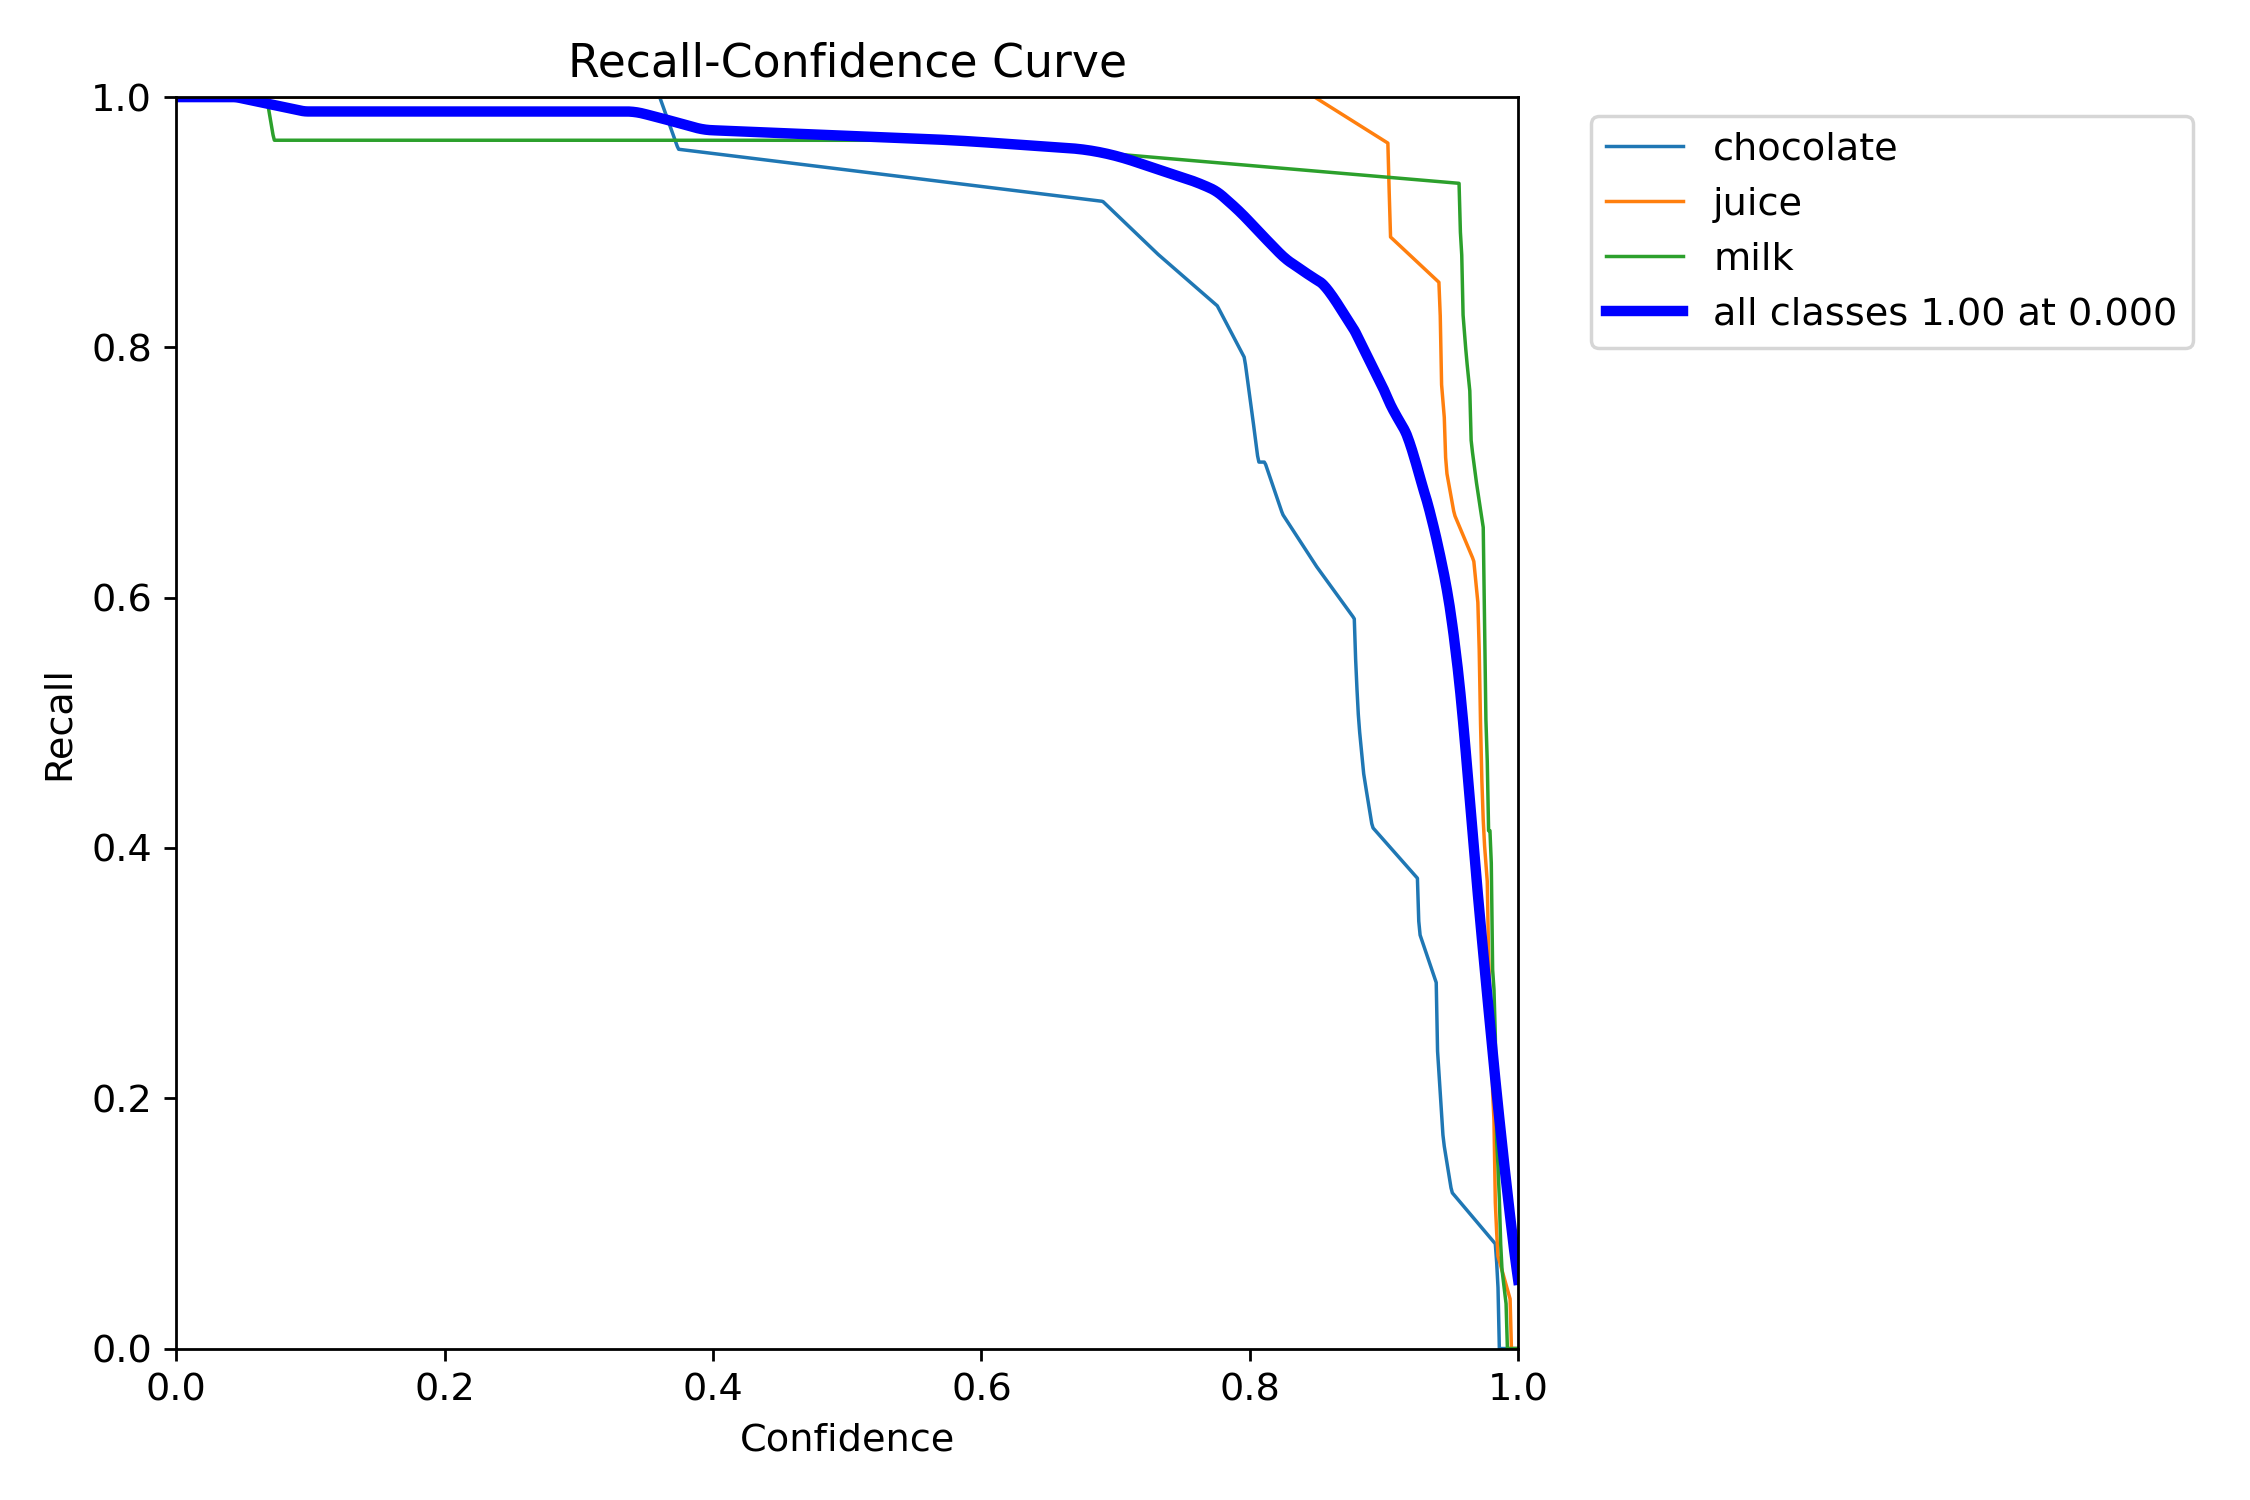 Recall-Confidence Curve
1.0
0.8
0.6
0.4
0.2
0.0
Recall
0.0 0.2 0.4 0.6 0.8 1.0
Confidence
chocolate
juice
milk
all classes 1.00 at 0.000